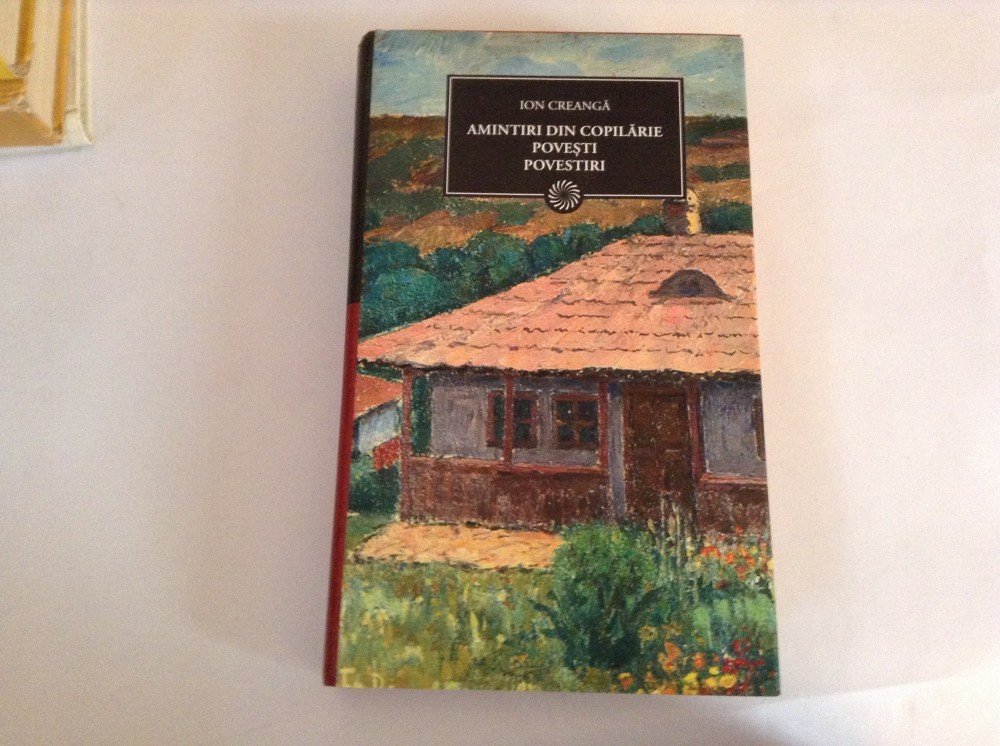 ION CREANGĂ
AMINTIRI DIN COPILĂRIE
POVEȘTI
POVESTIRI